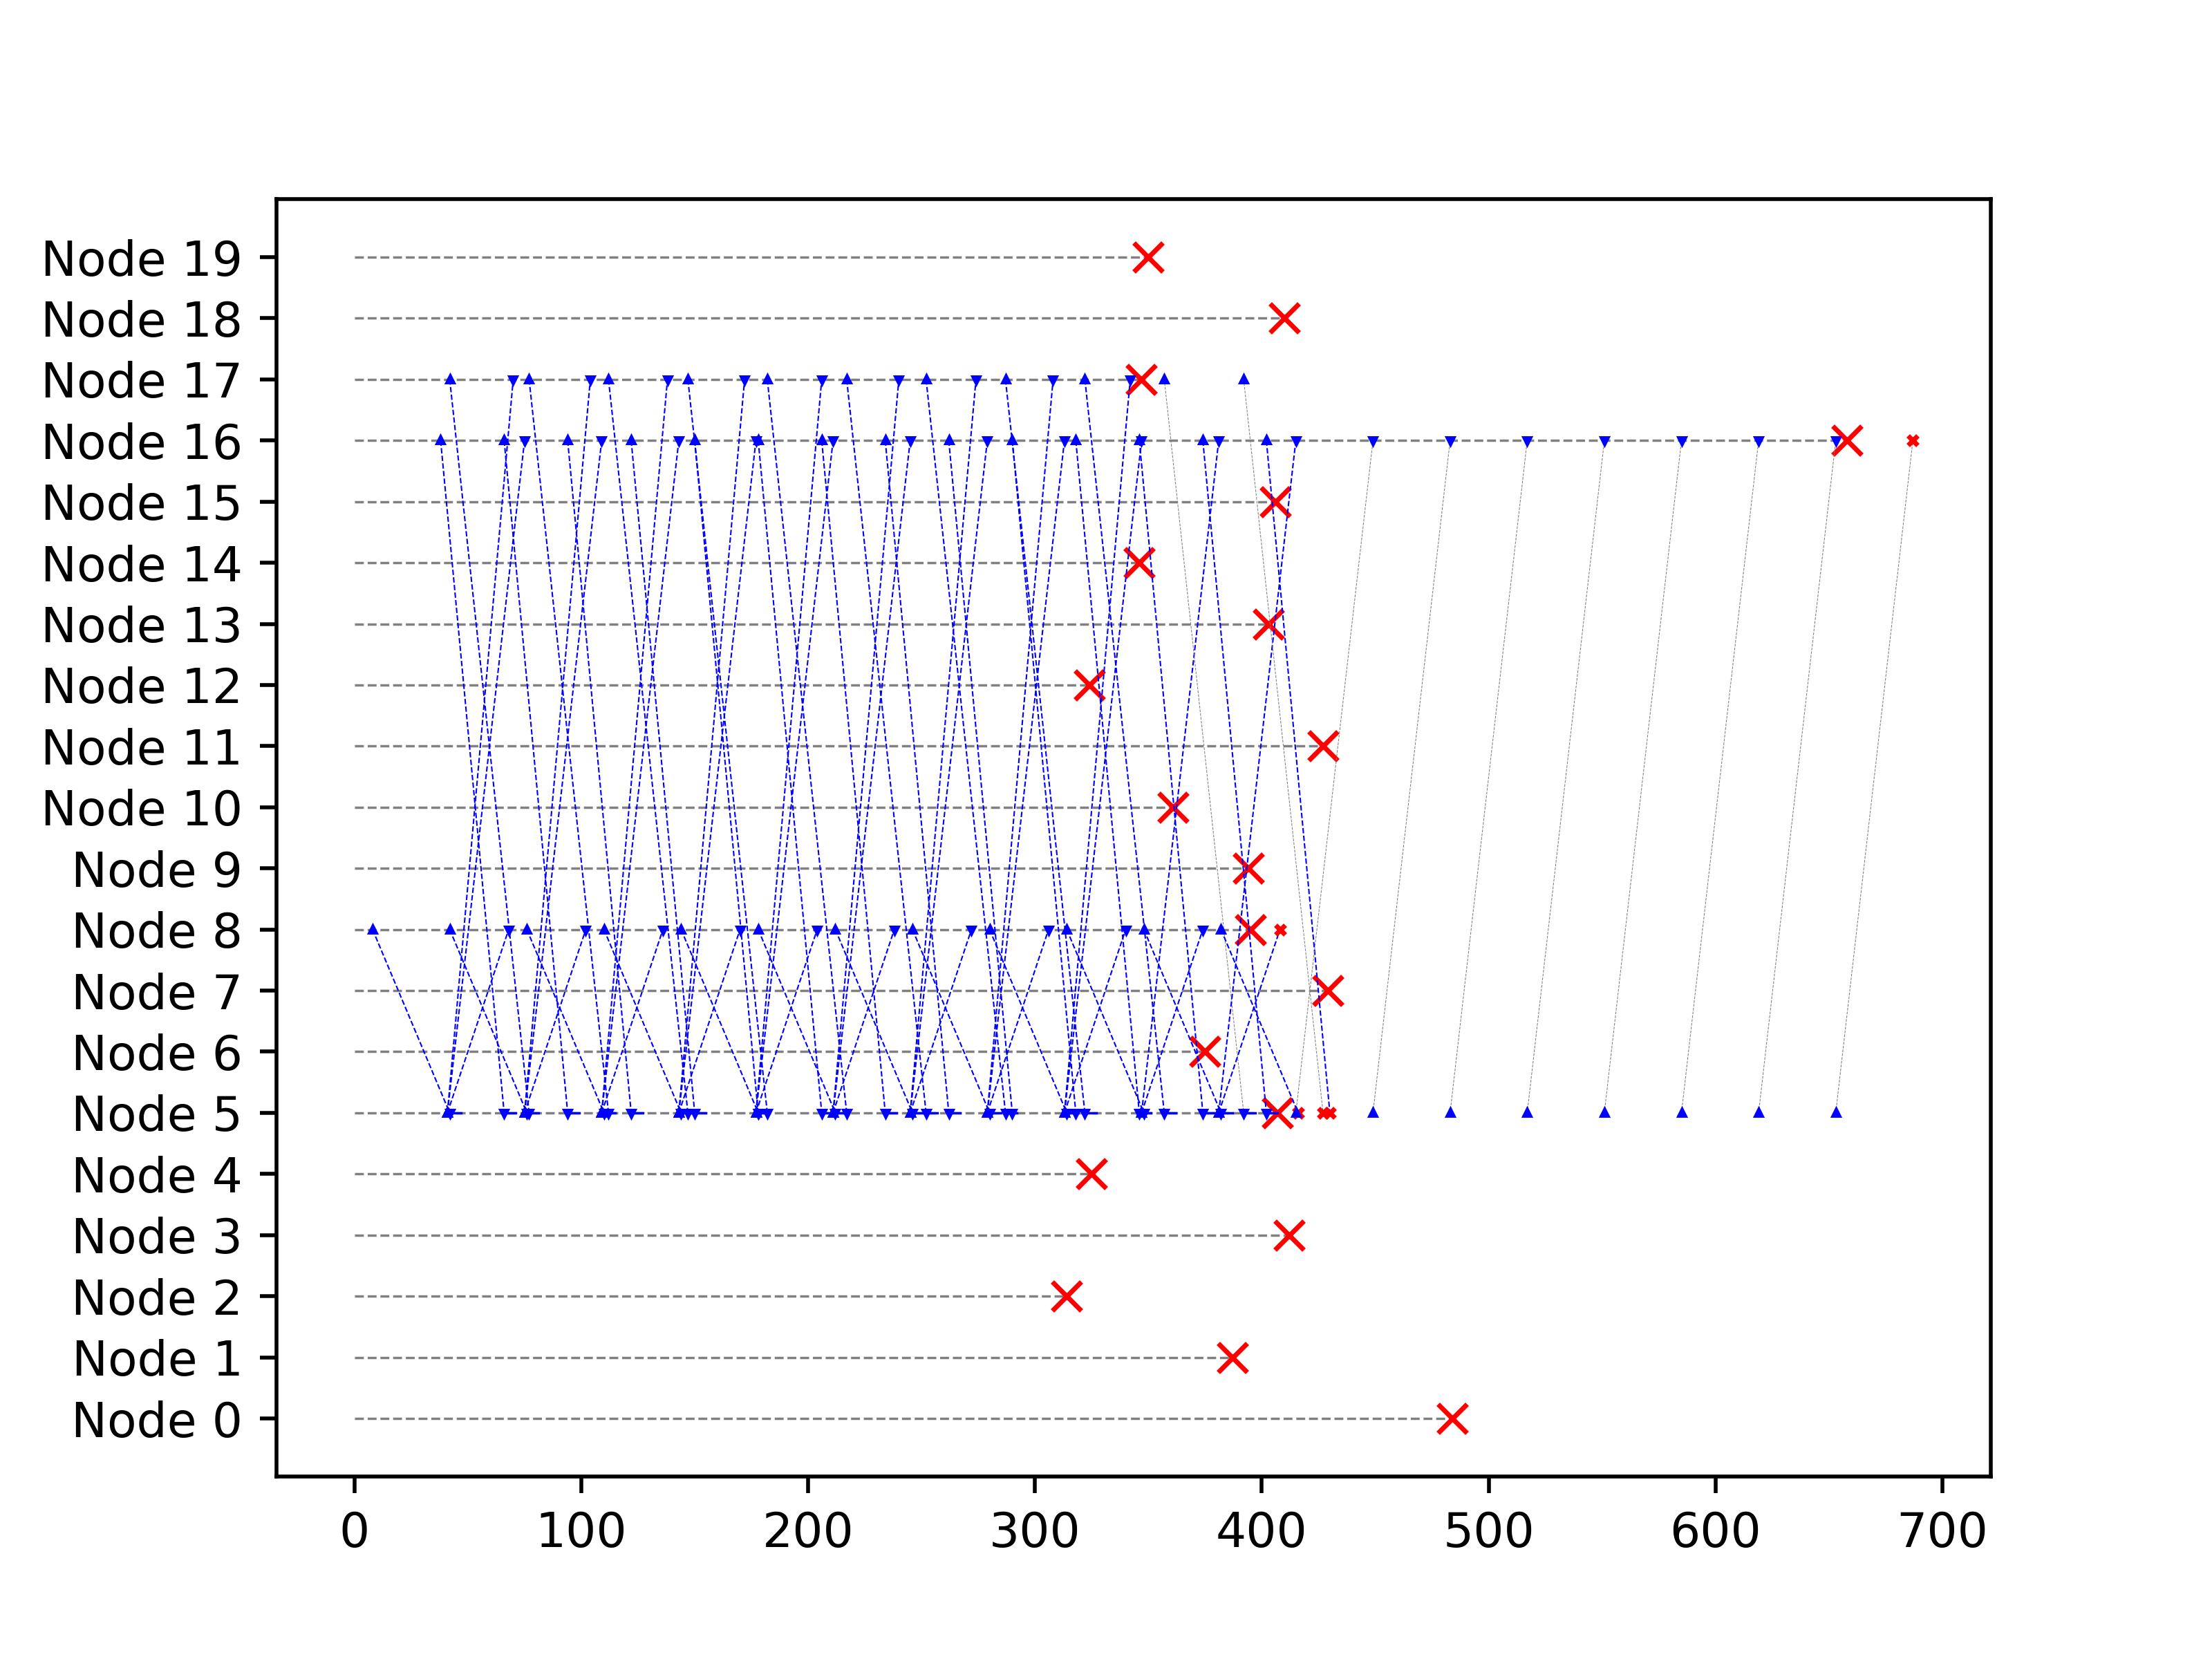 Node 19
Node 18
Node 17
Node 16
Node 15
Node 14
Node 13
Node 12
Node 11
Node 10
Node 9
Node 8
Node 7
Node 6
Node 5
Node 4
Node 3
Node 2
Node 1
Node 0
0 100 200 300 400 500 600 700